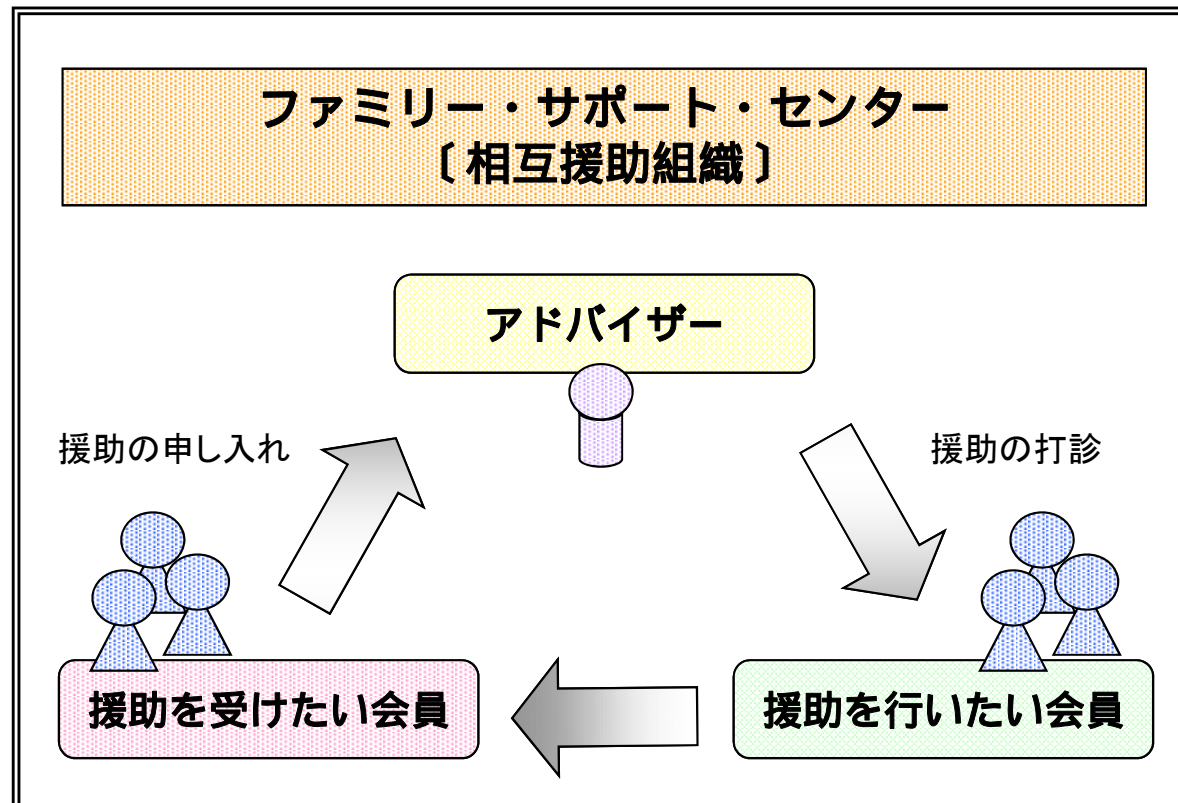 ファミリー・サポート・センター
〔相互援助組織〕
アドバイザー
援助の申し入れ
援助の打診
援助を受けたい会員
援助を行いたい会員